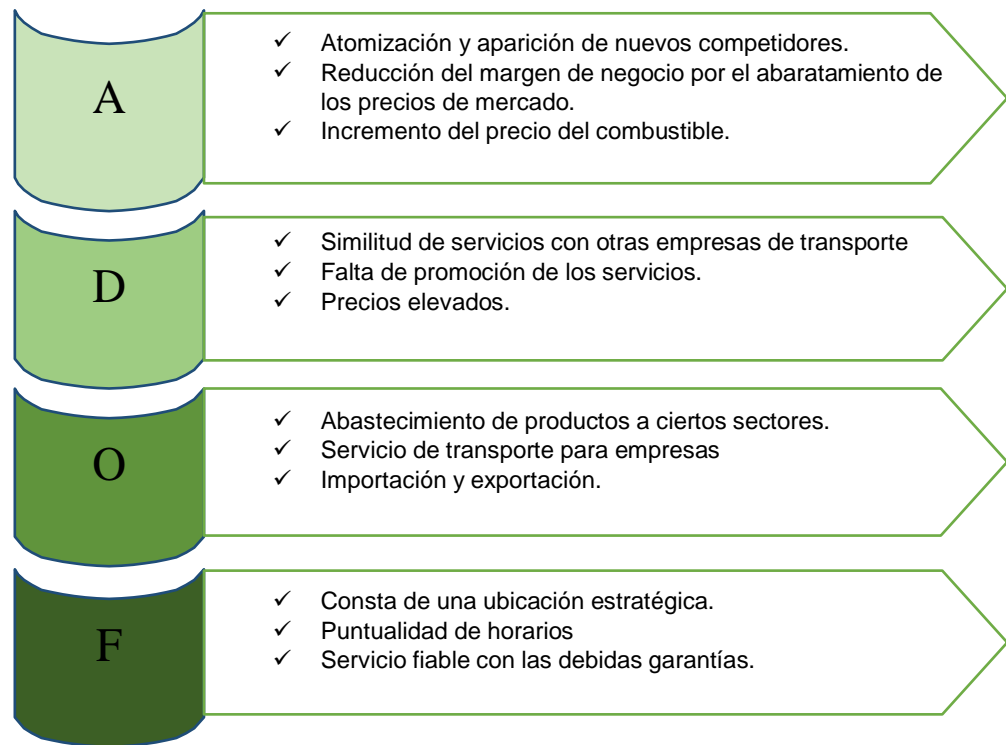 A
✓ Atomización y aparición de nuevos competidores.
✓ Reducción del margen de negocio por el abaratamiento de
los precios de mercado.
✓ Incremento del precio del combustible.
D
✓ Similitud de servicios con otras empresas de transporte
✓ Falta de promoción de los servicios.
✓ Precios elevados.
O
✓ Abastecimiento de productos a ciertos sectores.
✓ Servicio de transporte para empresas
✓ Importación y exportación.
F
✓ Consta de una ubicación estratégica.
✓ Puntualidad de horarios
✓ Servicio fiable con las debidas garantías.